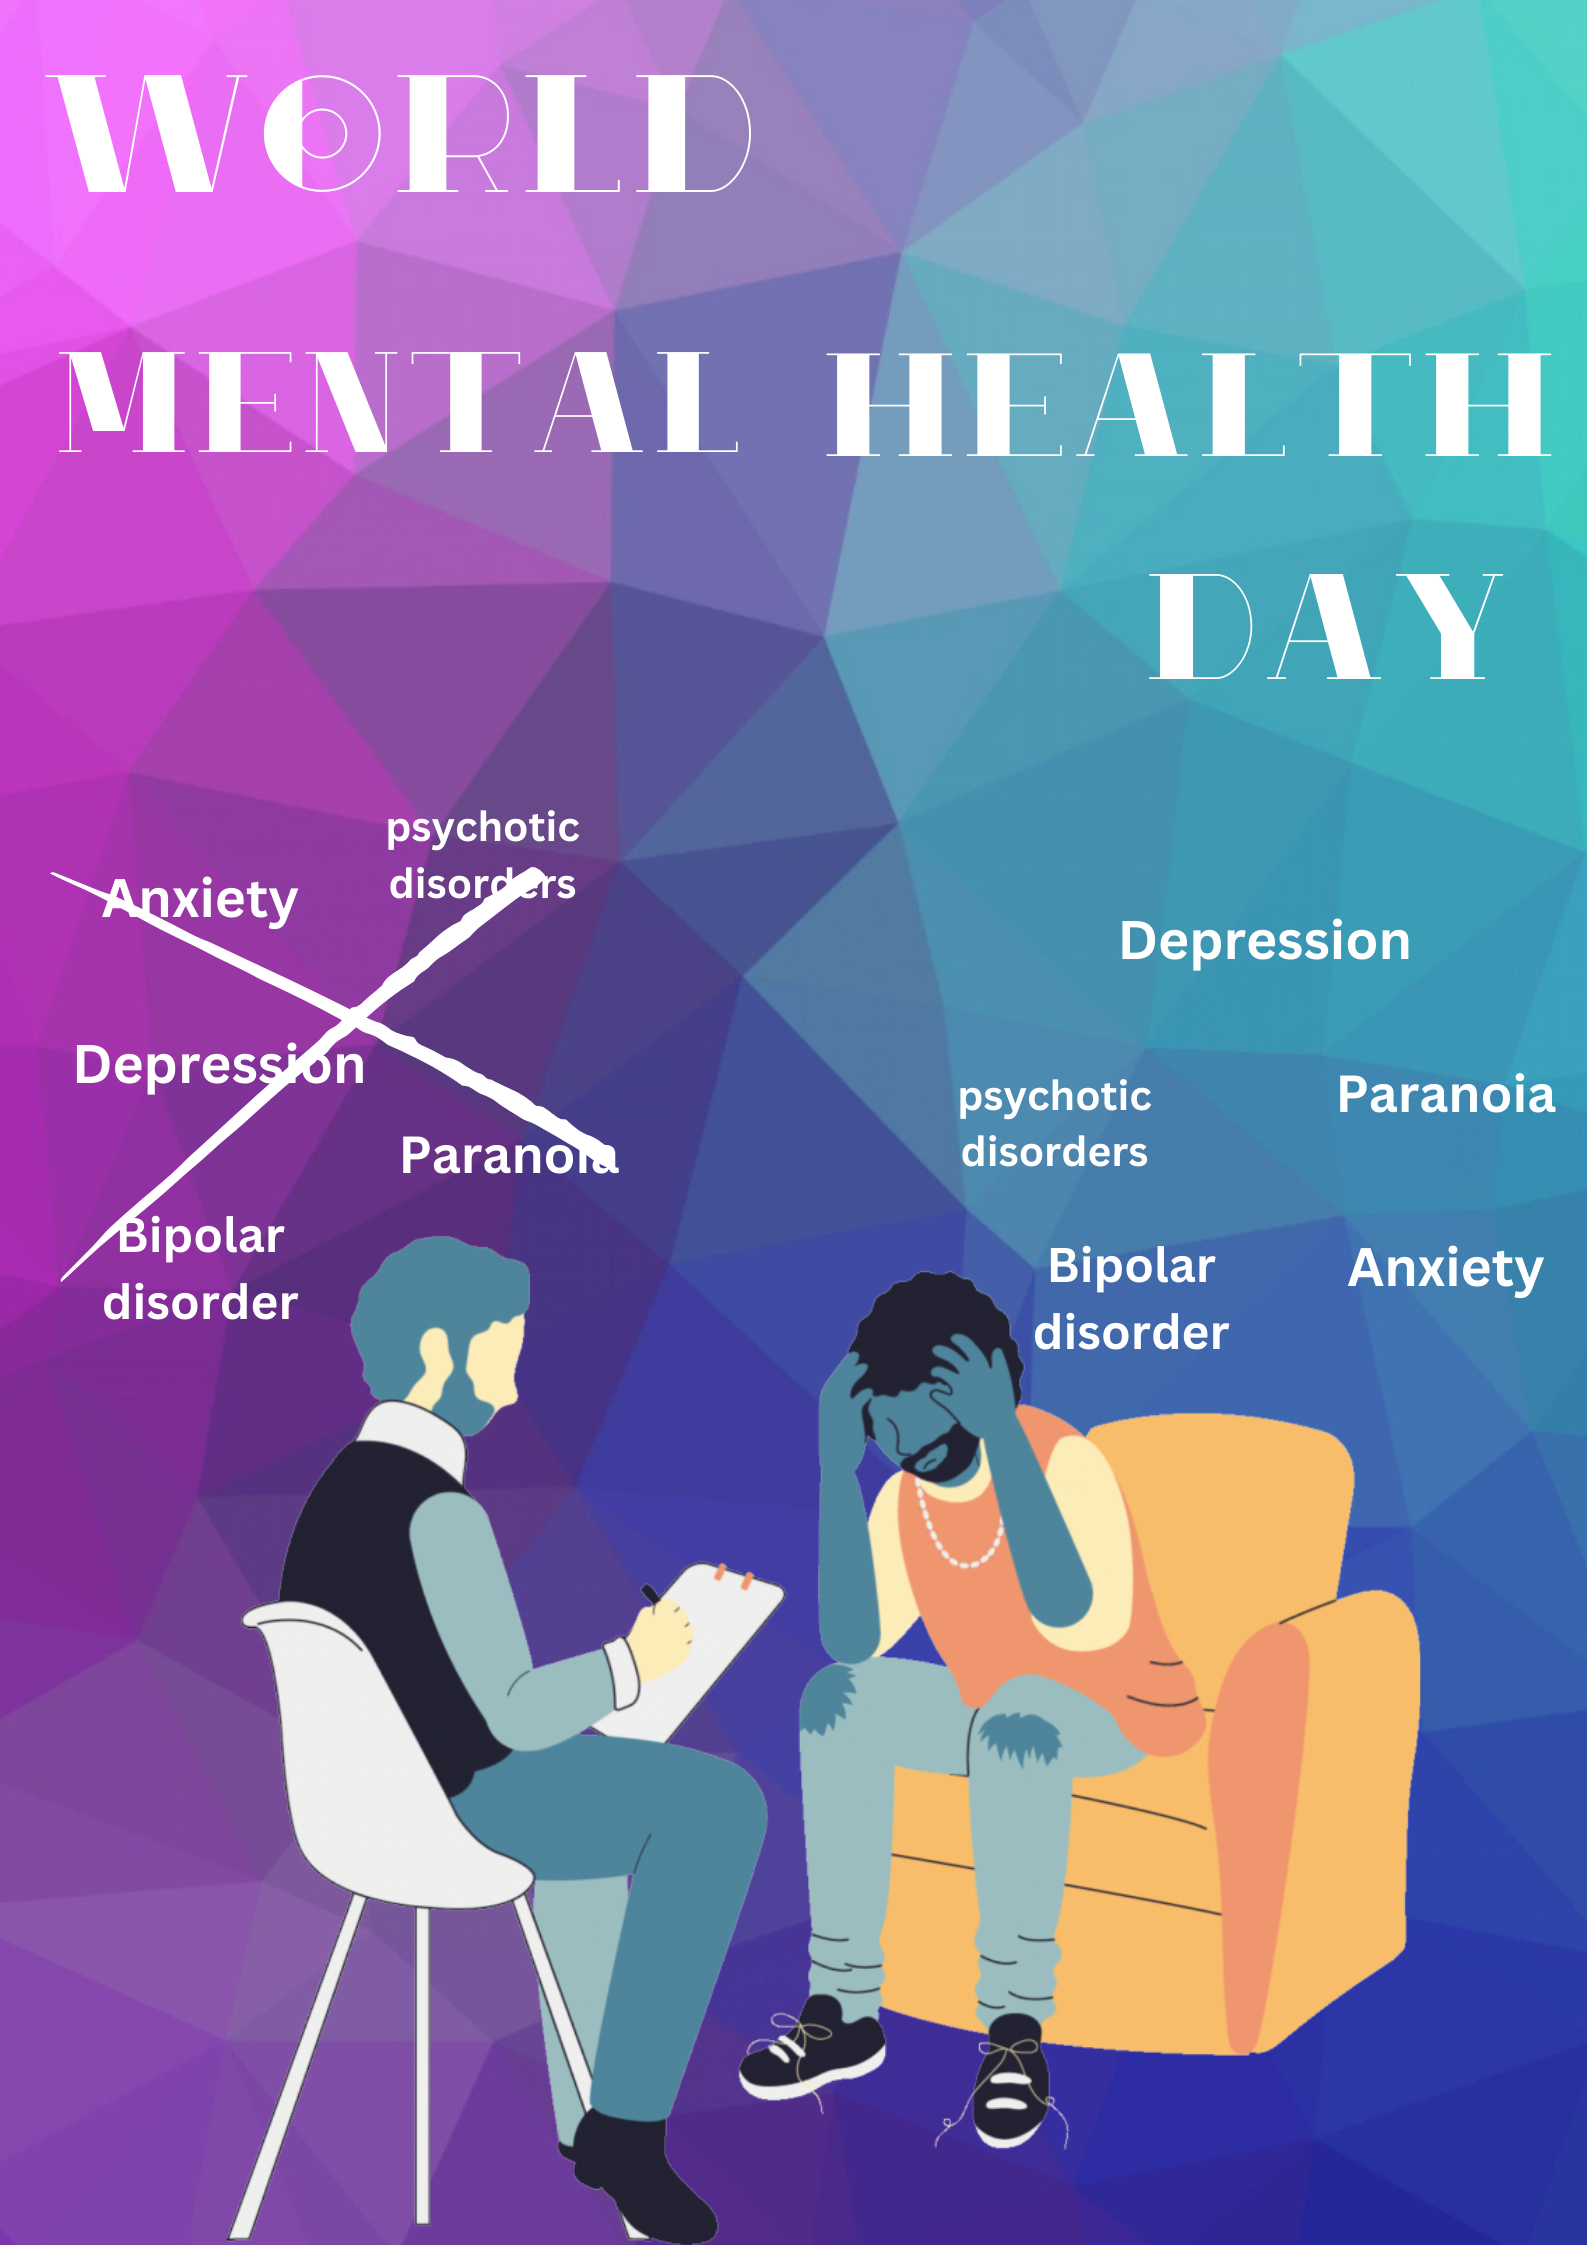 WORLD
MENTAL HEALTH
DAY
psychotic
disorders
Anxiety
Depression
Paranoia
Bipolar
disorder
Depression
psychotic
disorders
Paranoia
Bipolar
disorder
Anxiety